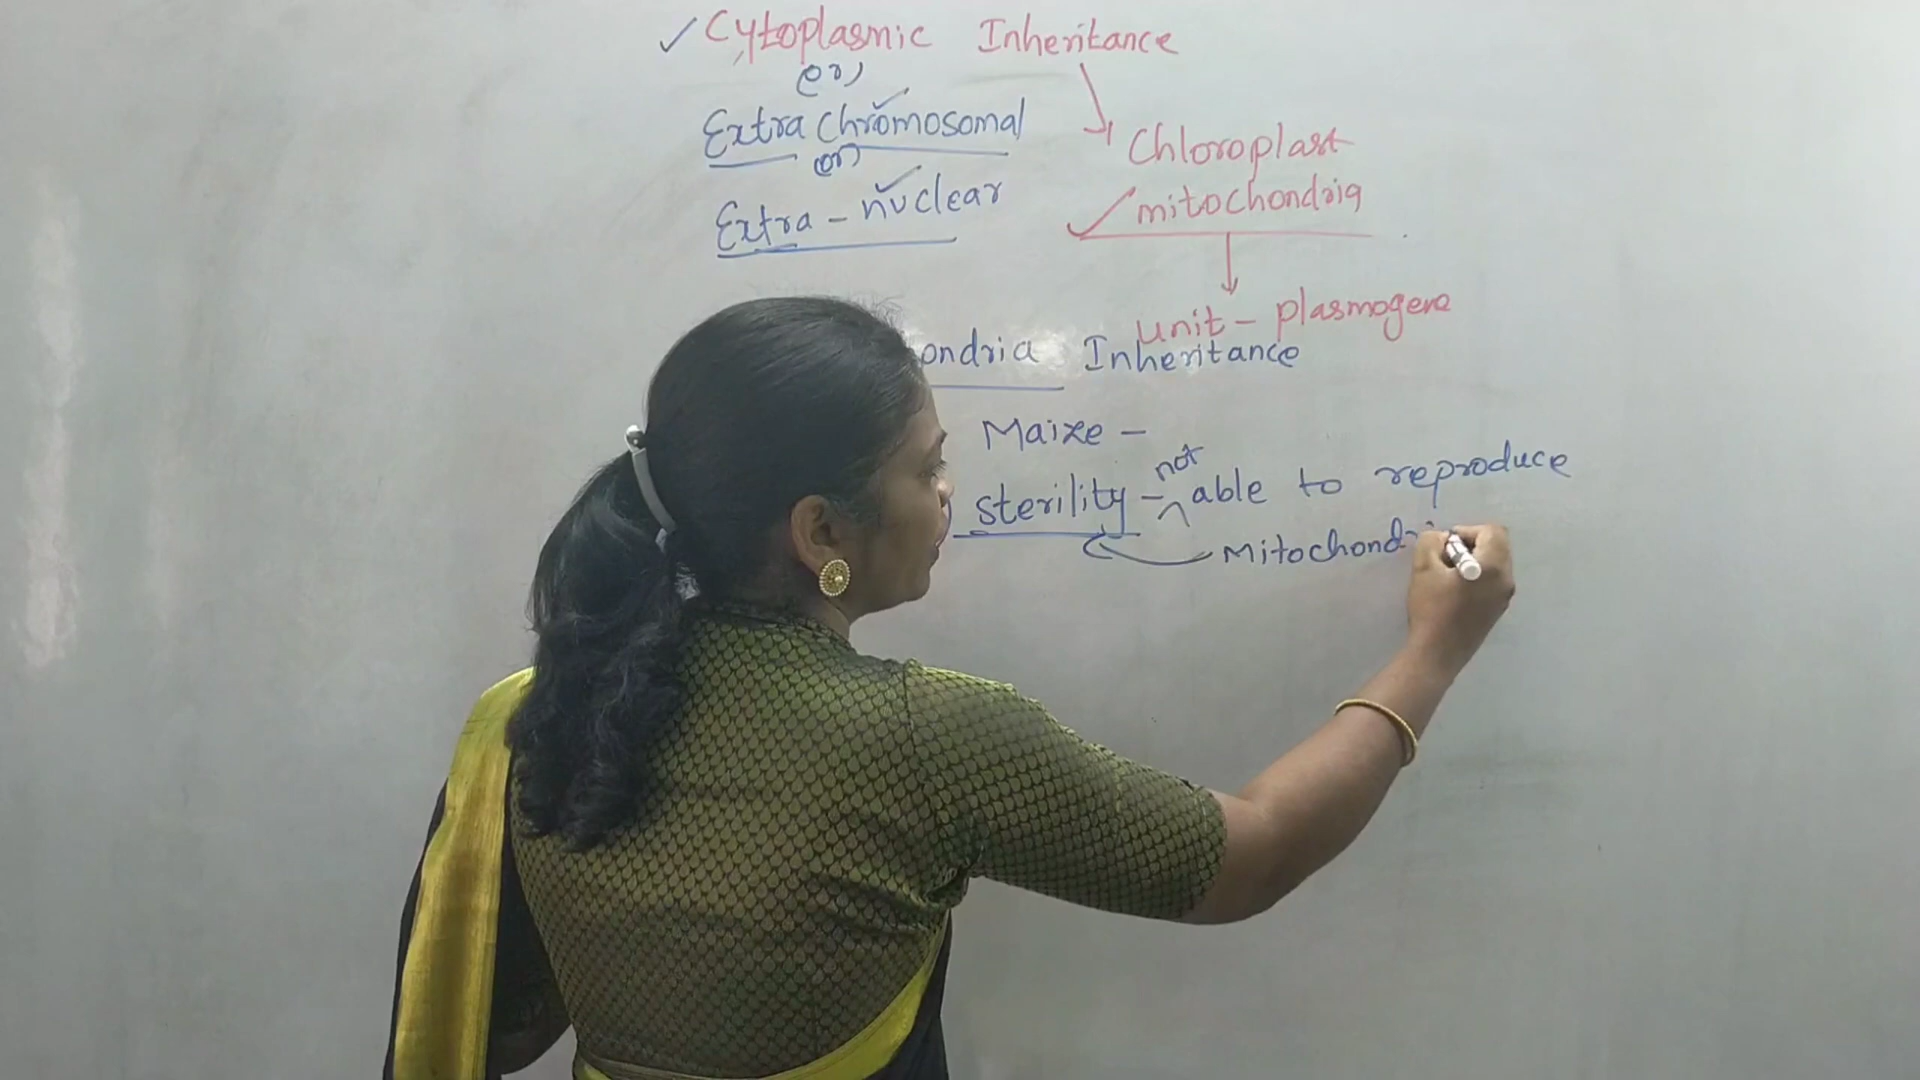 ✓ Cytoplasmic Inheritance
(or)
Extra chromosomal
(or)
Extra - nuclear
Chloroplast
mitochondria
unit - plasmogene
ondria Inheritance
Maize -
not
sterility - able to reproduce
Mitochond